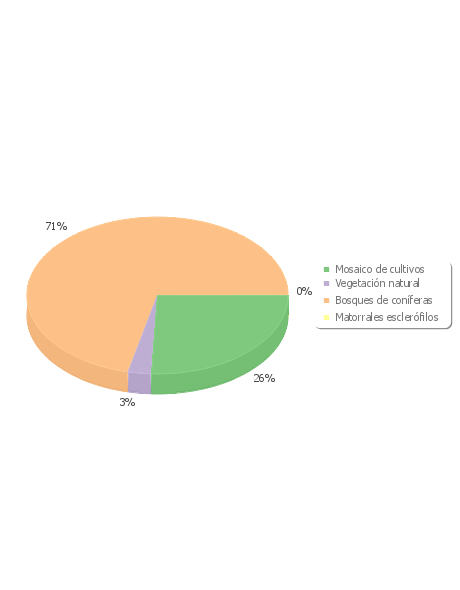 71%
0%
26%
3%
Mosaico de cultivos
Vegetación natural
Bosques de coníferas
Matorrales esclerófilos